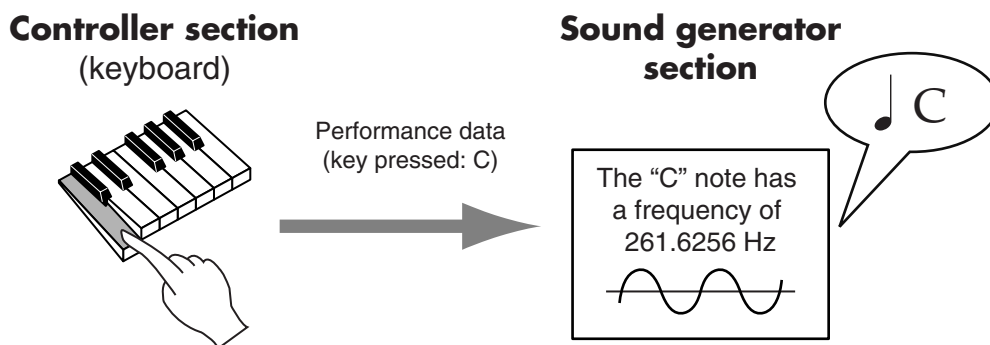 Controller section
(keyboard)
Performance data
(key pressed: C)
Sound generator
section
C
The “C” note has
a frequency of
261.6256 Hz